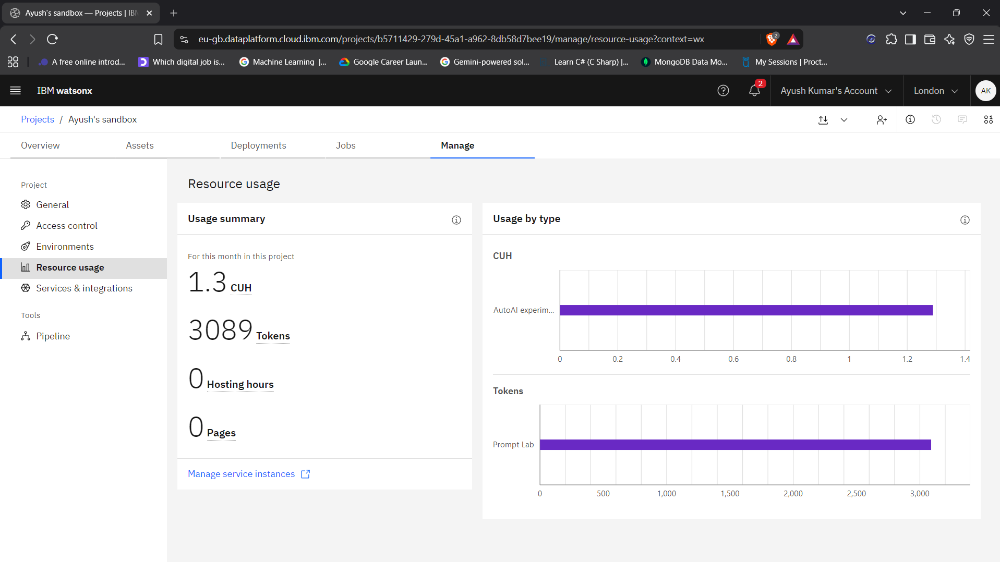 Ayush's sandbox — Projects | IBM
eu-gb.dataplatform.cloud.ibm.com/projects/b5711429-279d-45a1-a962-8db58d7bee19/manage/resource-usage?context=wx
2
A free online introd...
Which digital job is...
Machine Learning |...
Google Career Laun...
Gemini-powered sol...
Learn C# (C Sharp) |...
MongoDB Data Mo...
My Sessions | Proct...
IBM watsonx
2
Ayush Kumar's Account
London
AK
Projects / Ayush's sandbox
Overview
Assets
Deployments
Jobs
Manage
Project
General
Access control
Environments
Resource usage
Services & integrations
Tools
Pipeline
Resource usage
Usage summary
For this month in this project
1.3 CUH
3089 Tokens
0 Hosting hours
0 Pages
Manage service instances
Usage by type
CUH
AutoAI experim...
0 0.2 0.4 0.6 0.8 1 1.2 1.4
Tokens
Prompt Lab
0 500 1,000 1,500 2,000 2,500 3,000